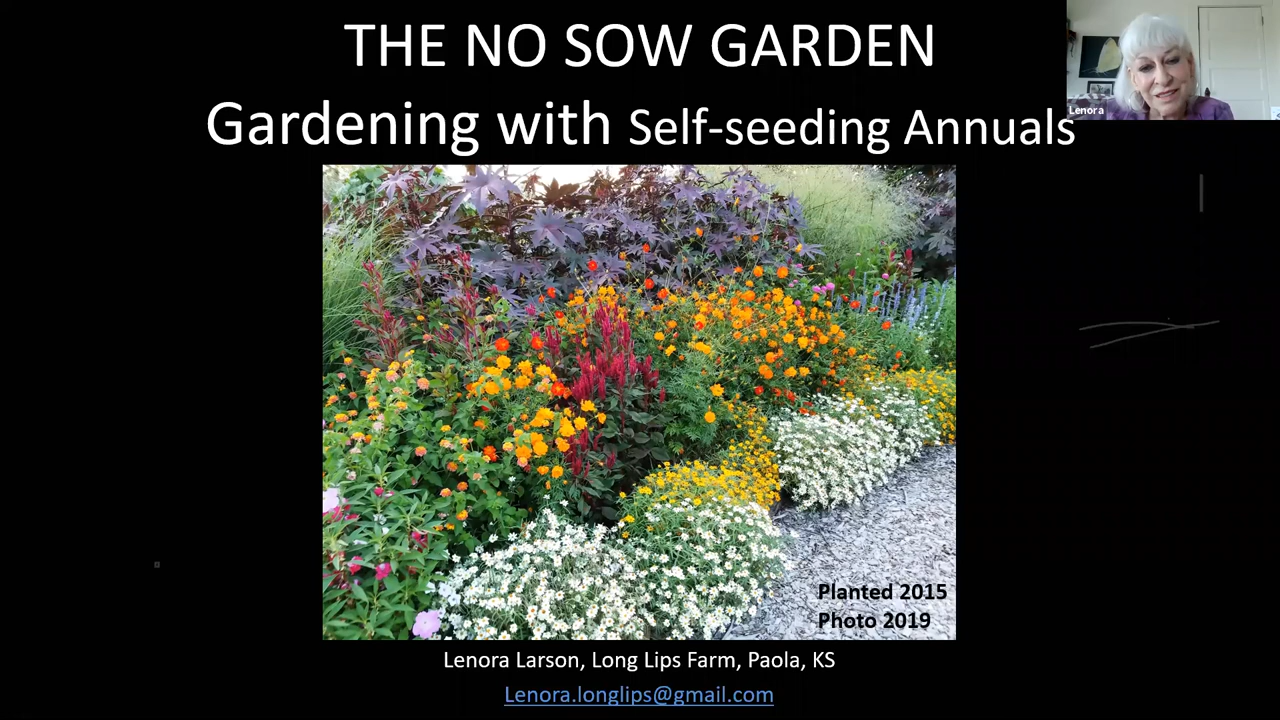 THE NO SOW GARDEN
Gardening with Self-seeding Annuals
Lenora
Planted 2015
Photo 2019
Lenora Larson, Long Lips Farm, Paola, KS
Lenora.longlips@gmail.com